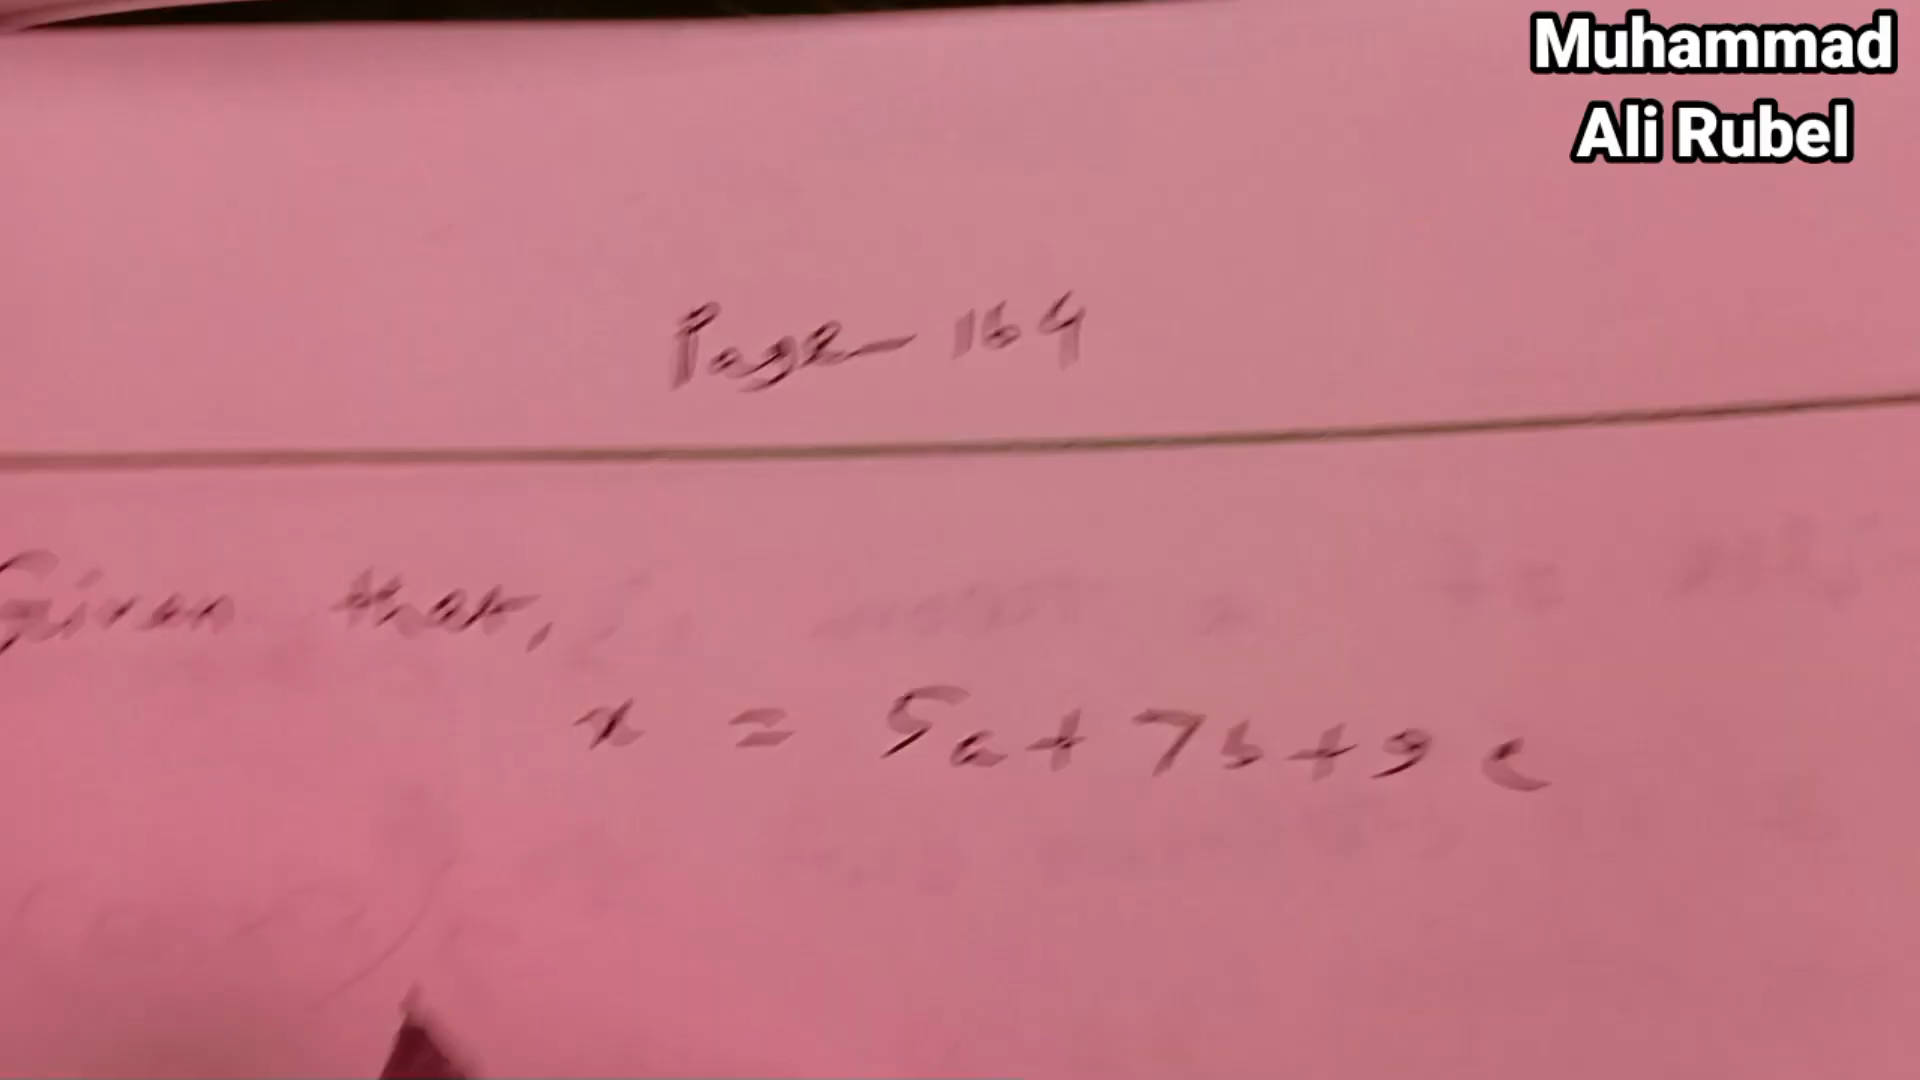 Muhammad
Ali Rubel
Page - 164
Given that,
x = 5a + 7b + 9c